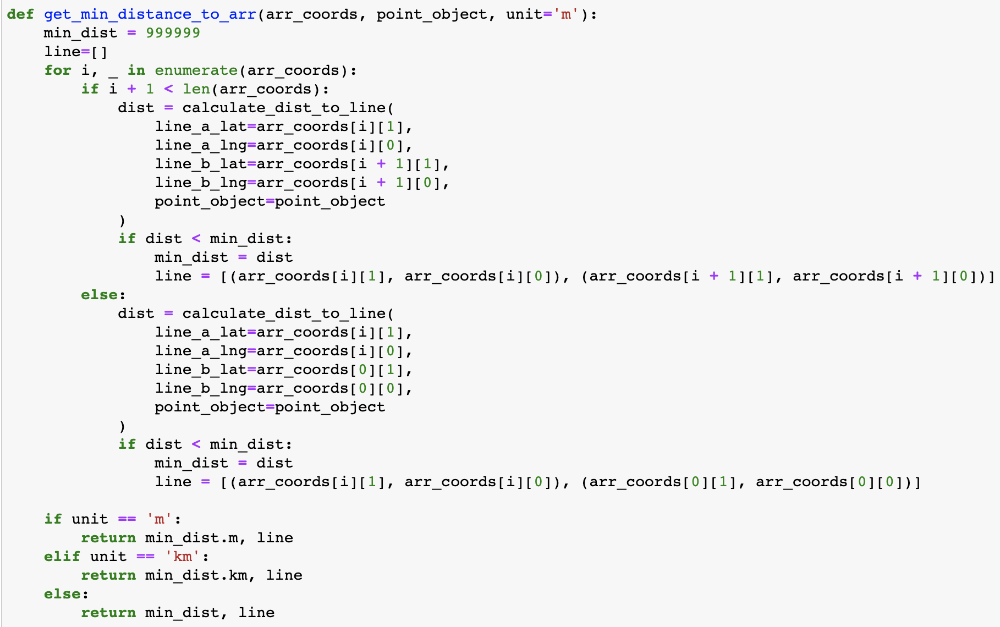 def get_min_distance_to_arr(arr_coords, point_object, unit='m'):
    min_dist = 999999
    line=[]
    for i, _ in enumerate(arr_coords):
        if i + 1 < len(arr_coords):
            dist = calculate_dist_to_line(
                line_a_lat=arr_coords[i][1],
                line_a_lng=arr_coords[i][0],
                line_b_lat=arr_coords[i + 1][1],
                line_b_lng=arr_coords[i + 1][0],
                point_object=point_object
            )
            if dist < min_dist:
                min_dist = dist
                line = [(arr_coords[i][1], arr_coords[i][0]), (arr_coords[i + 1][1], arr_coords[i + 1][0])]
        else:
            dist = calculate_dist_to_line(
                line_a_lat=arr_coords[i][1],
                line_a_lng=arr_coords[i][0],
                line_b_lat=arr_coords[0][1],
                line_b_lng=arr_coords[0][0],
                point_object=point_object
            )
            if dist < min_dist:
                min_dist = dist
                line = [(arr_coords[i][1], arr_coords[i][0]), (arr_coords[0][1], arr_coords[0][0])]

    if unit == 'm':
        return min_dist.m, line
    elif unit == 'km':
        return min_dist.km, line
    else:
        return min_dist, line